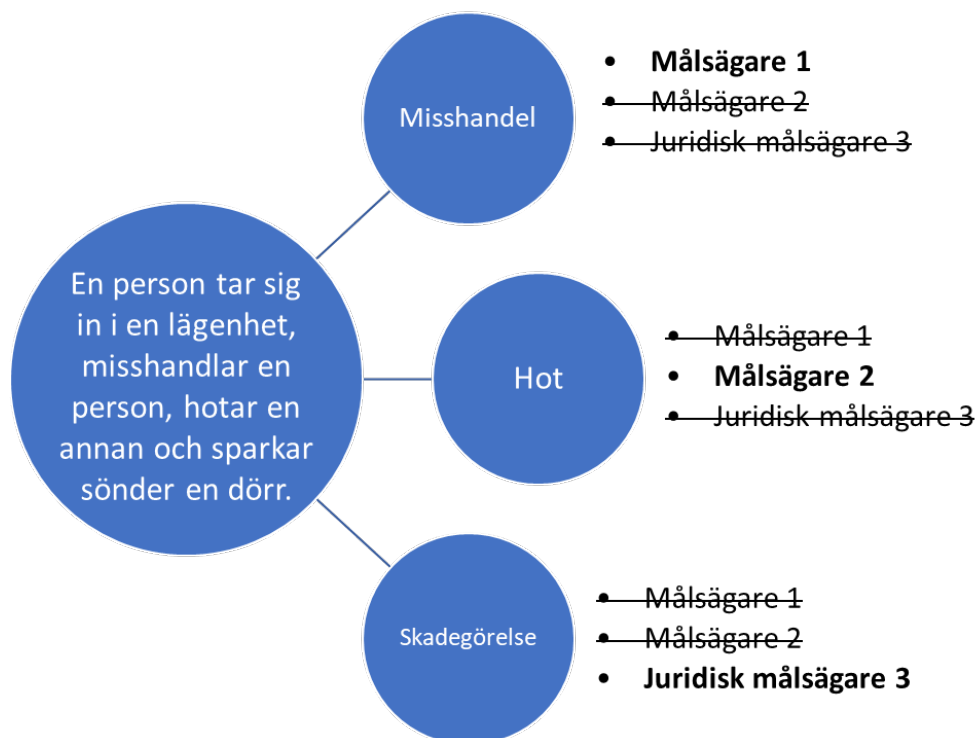 Misshandel
• Målsägare 1
• Målsägare 2
• Juridisk målsägare 3
En person tar sig
in i en lägenhet,
misshandlar en
person, hotar en
annan och sparkar
sönder en dörr.
Hot
• Målsägare 1
• Målsägare 2
• Juridisk målsägare 3
Skadegörelse
• Målsägare 1
• Målsägare 2
• Juridisk målsägare 3